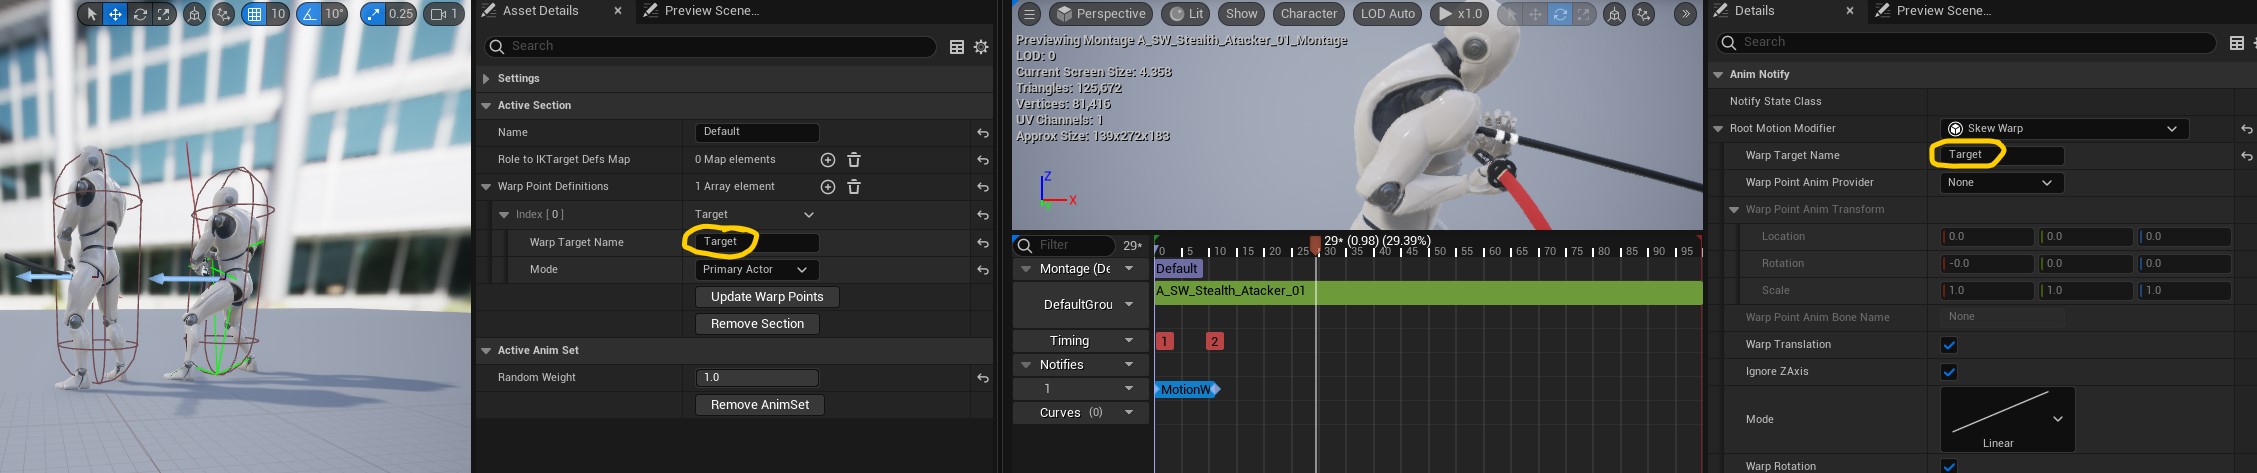 10
10°
0.25
1
Asset Details
Preview Scene...
Search
Settings
Active Section
Name
Default
Role to IKTarget Defs Map
0 Map elements
Warp Point Definitions
1 Array element
Index [ 0 ]
Target
Warp Target Name
Target
Mode
Primary Actor
Update Warp Points
Remove Section
Active Anim Set
Random Weight
1.0
Remove AnimSet
Perspective
Lit
Show
Character
LOD Auto
x1.0
Previewing Montage A_SW_Stealth_Atacker_01_Montage
LOD: 0
Current Screen Size: 4.358
Triangles: 125,672
Vertices: 81,416
UV Channels: 1
Approx Size: 139x272x183
Z
X
Filter
29*
29* (0.98) (29.39%)
0 5 10 15 20 25 30 35 40 45 50 55 60 65 70 75 80 85 90 95
Montage (De
Default
DefaultGrou
A_SW_Stealth_Atacker_01
Timing
1
2
Notifies
1
MotionW
Curves (0)
Details
Preview Scene...
Search
Anim Notify
Notify State Class
Root Motion Modifier
Skew Warp
Warp Target Name
Target
Warp Point Anim Provider
None
Warp Point Anim Transform
Location
0.0
0.0
0.0
Rotation
-0.0
0.0
0.0
Scale
1.0
1.0
1.0
Warp Point Anim Bone Name
None
Warp Translation
Ignore ZAxis
Mode
Linear
Warp Rotation